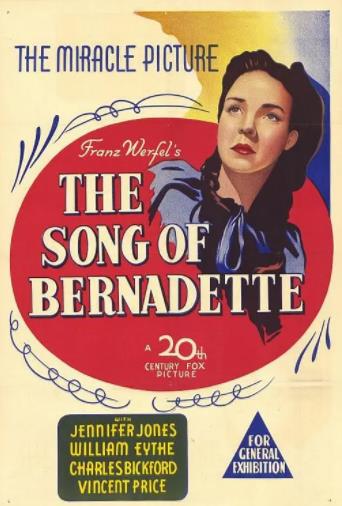 THE MIRACLE PICTURE
Franz Werfel's
THE
SONG OF
BERNADETTE
A 20th
CENTURY FOX
PICTURE
WITH
JENNIFER JONES
WILLIAM EYTHE
CHARLES BICKFORD
VINCENT PRICE
FOR
GENERAL
EXHIBITION